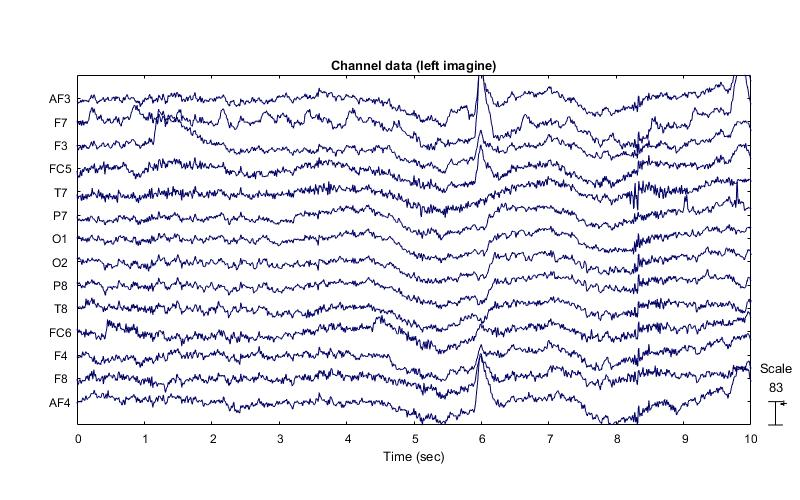 Channel data (left imagine)
AF3
F7
F3
FC5
T7
P7
O1
O2
P8
T8
FC6
F4
F8
AF4
Scale
83
0 1 2 3 4 5 6 7 8 9 10
Time (sec)